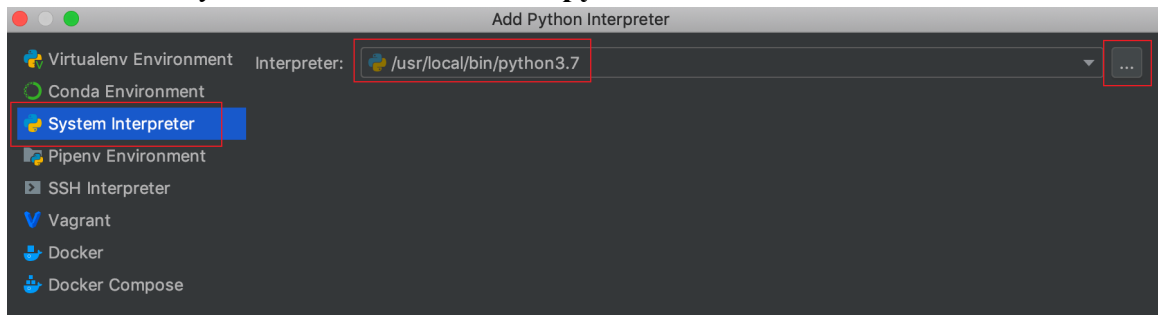 Add Python Interpreter
Virtualenv Environment
Interpreter: /usr/local/bin/python3.7 ...
Conda Environment
System Interpreter
Pipenv Environment
SSH Interpreter
Vagrant
Docker
Docker Compose